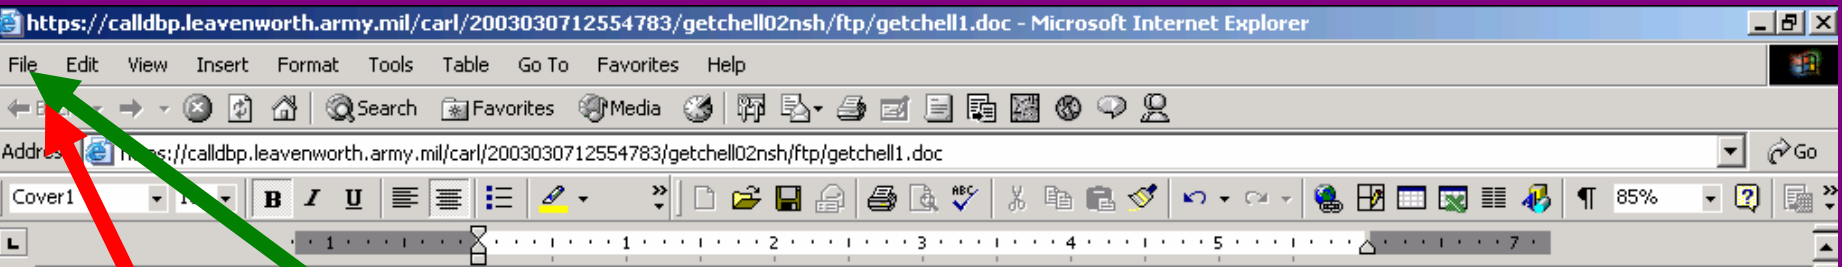 https://calldbp.leavenworth.army.mil/carl/2003030712554783/getchell02nsh/ftp/getchell1.doc - Microsoft Internet Explorer
File Edit View Insert Format Tools Table Go To Favorites Help
Search Favorites Media
https://calldbp.leavenworth.army.mil/carl/2003030712554783/getchell02nsh/ftp/getchell1.doc Go
Cover1 B I U ABC ¶ 85% ?
L 1 1 2 3 4 5 7